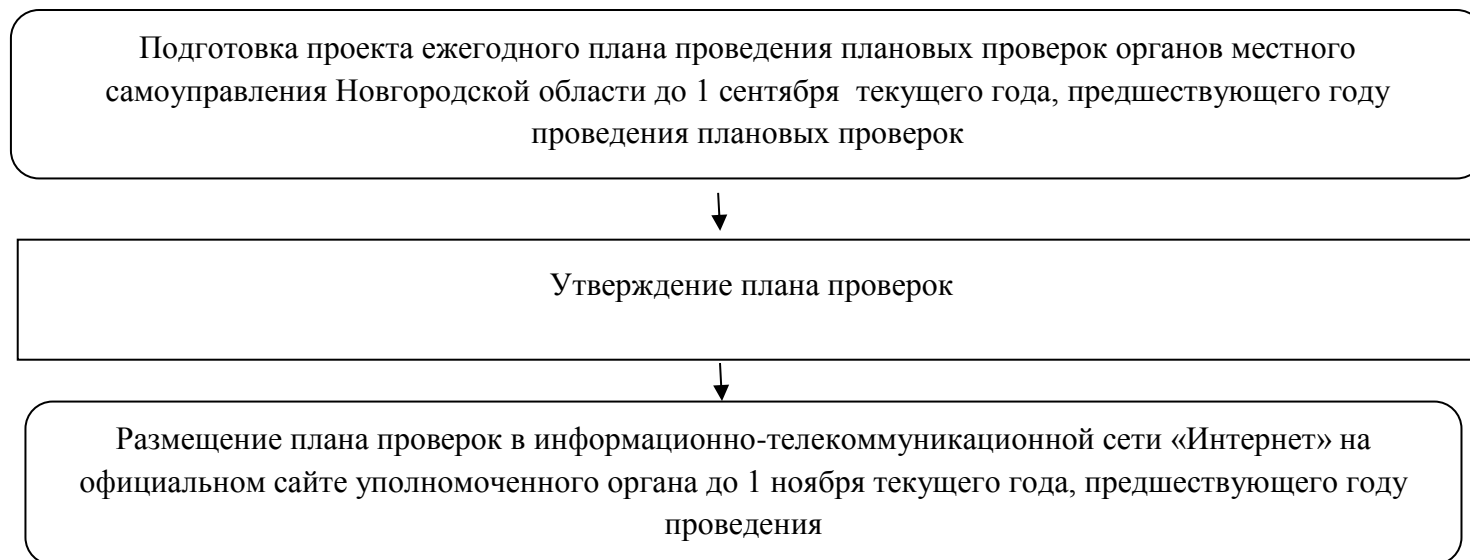 Подготовка проекта ежегодного плана проведения плановых проверок органов местного
самоуправления Новгородской области до 1 сентября  текущего года, предшествующего году
проведения плановых проверок
Утверждение плана проверок
Размещение плана проверок в информационно-телекоммуникационной сети «Интернет» на
официальном сайте уполномоченного органа до 1 ноября текущего года, предшествующего году
проведения